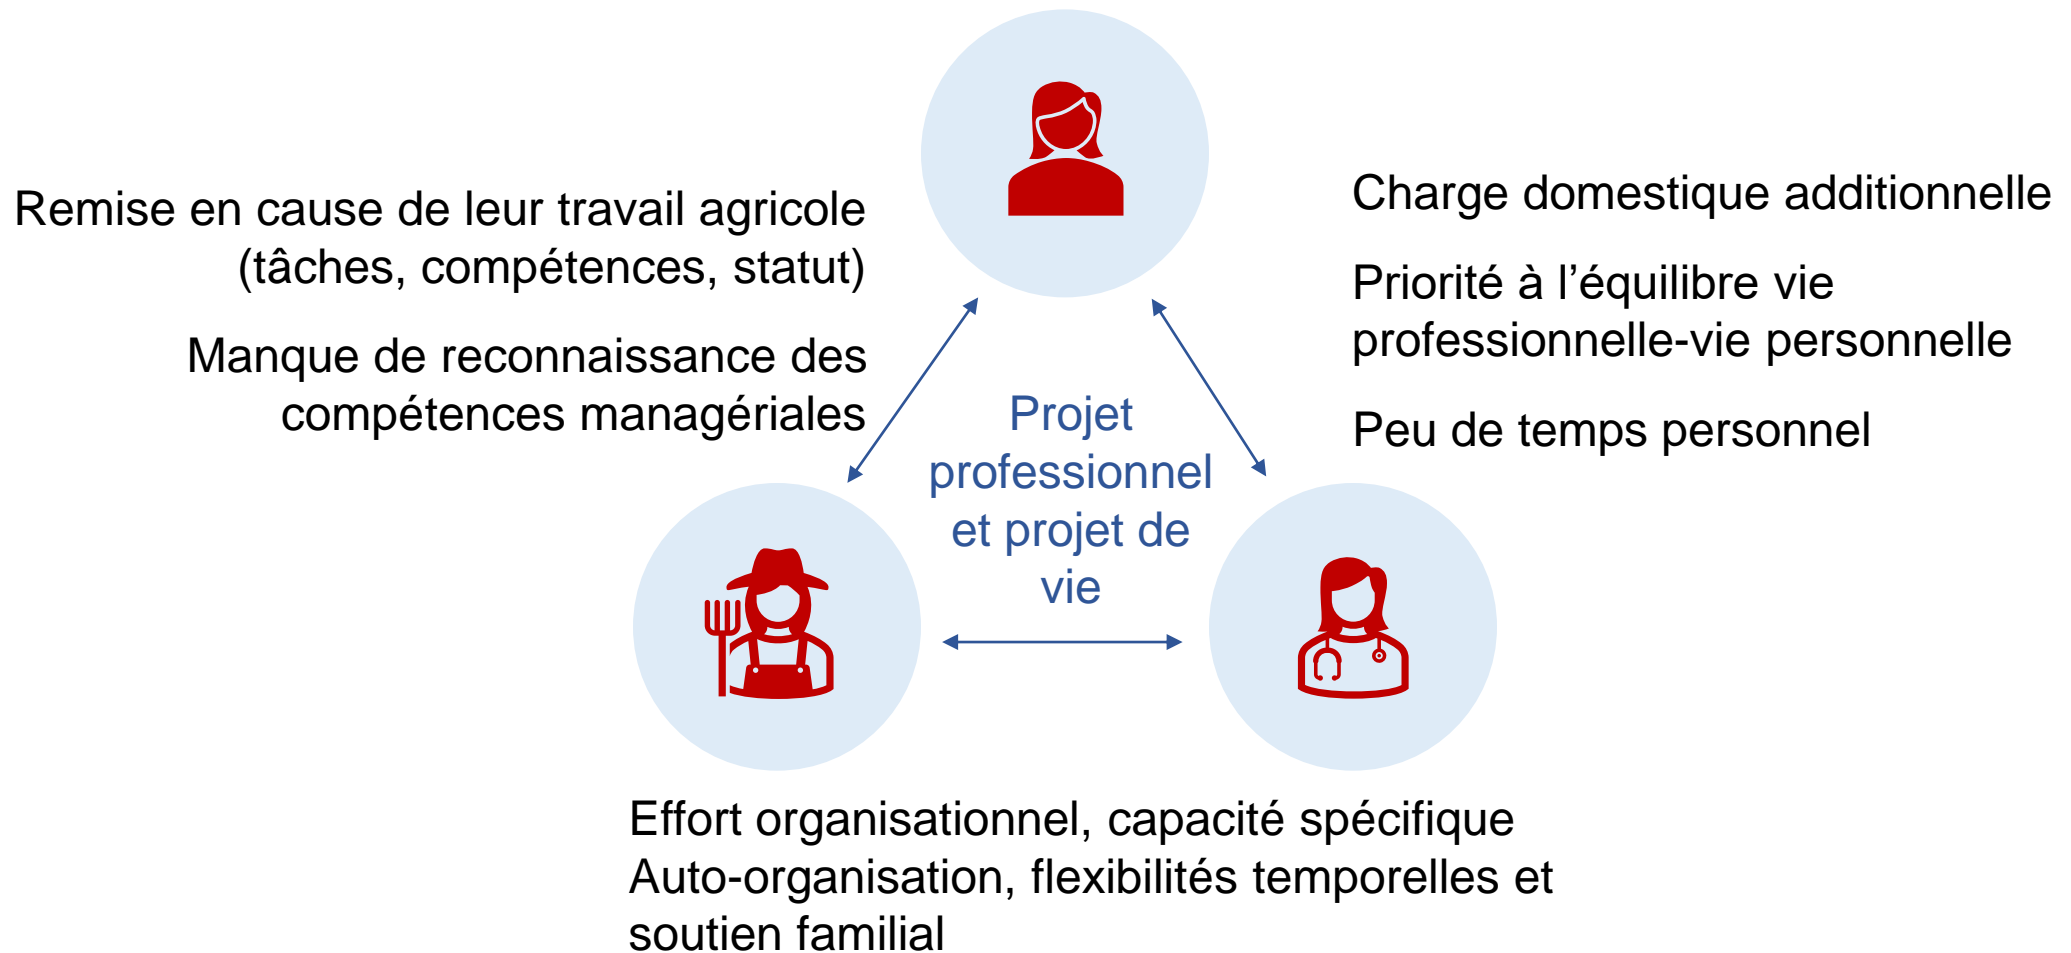 Remise en cause de leur travail agricole
(tâches, compétences, statut)
Manque de reconnaissance des
compétences managériales
Charge domestique additionnelle
Priorité à l’équilibre vie
professionnelle-vie personnelle
Peu de temps personnel
Projet
professionnel
et projet de
vie
Effort organisationnel, capacité spécifique
Auto-organisation, flexibilités temporelles et
soutien familial